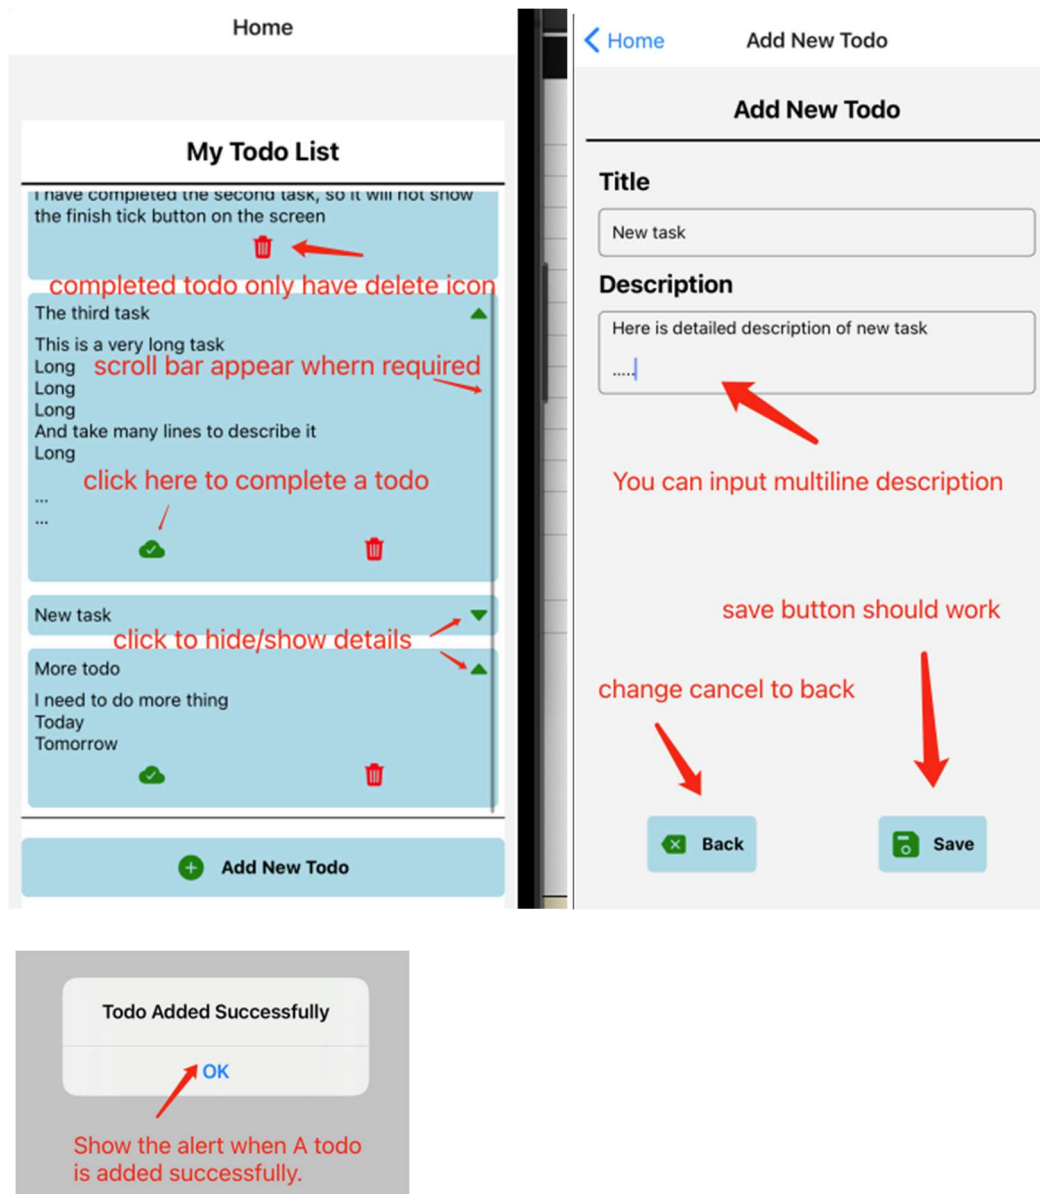 Home
My Todo List
I have completed the second task, so it will not show
the finish tick button on the screen
completed todo only have delete icon
The third task
This is a very long task
Long
scroll bar appear whern required
Long
Long
And take many lines to describe it
Long
click here to complete a todo
...
...
New task
click to hide/show details
More todo
I need to do more thing
Today
Tomorrow
Add New Todo
Home
Add New Todo
Add New Todo
Title
New task
Description
Here is detailed description of new task
.....
You can input multiline description
save button should work
change cancel to back
Back
Save
Todo Added Successfully
OK
Show the alert when A todo
is added successfully.